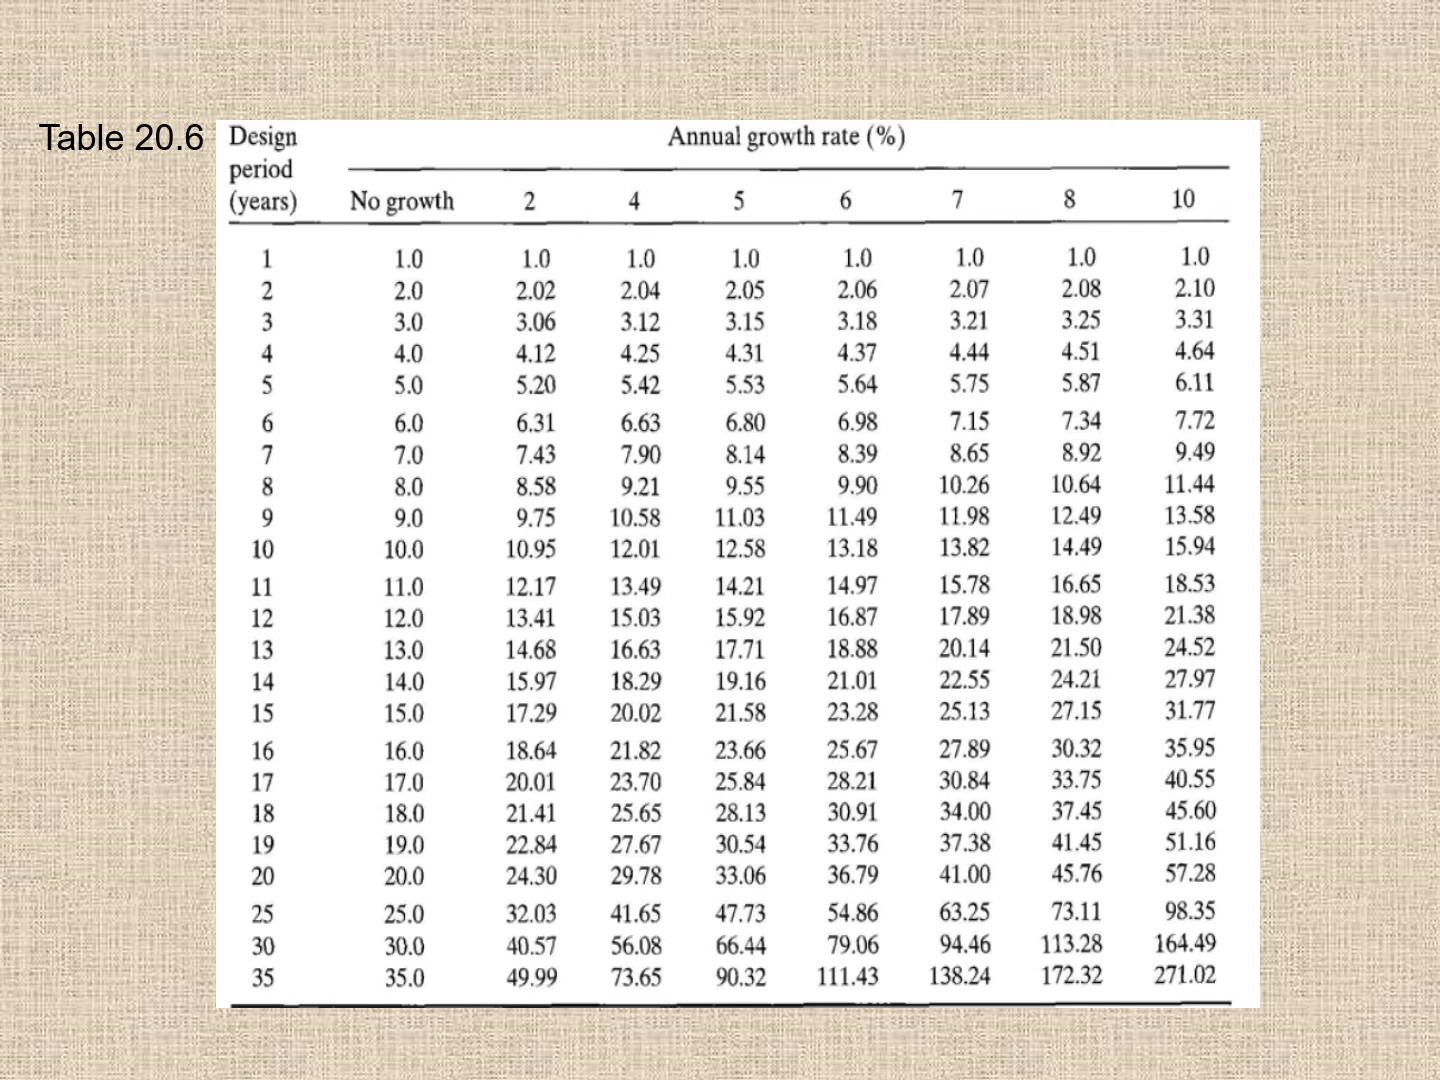 Table 20.6
Design period (years) Annual growth rate (%)
No growth 2 4 5 6 7 8 10
1 1.0 1.0 1.0 1.0 1.0 1.0 1.0 1.0
2 2.0 2.02 2.04 2.05 2.06 2.07 2.08 2.10
3 3.0 3.06 3.12 3.15 3.18 3.21 3.25 3.31
4 4.0 4.12 4.25 4.31 4.37 4.44 4.51 4.64
5 5.0 5.20 5.42 5.53 5.64 5.75 5.87 6.11
6 6.0 6.31 6.63 6.80 6.98 7.15 7.34 7.72
7 7.0 7.43 7.90 8.14 8.39 8.65 8.92 9.49
8 8.0 8.58 9.21 9.55 9.90 10.26 10.64 11.44
9 9.0 9.75 10.58 11.03 11.49 11.98 12.49 13.58
10 10.0 10.95 12.01 12.58 13.18 13.82 14.49 15.94
11 11.0 12.17 13.49 14.21 14.97 15.78 16.65 18.53
12 12.0 13.41 15.03 15.92 16.87 17.89 18.98 21.38
13 13.0 14.68 16.63 17.71 18.88 20.14 21.50 24.52
14 14.0 15.97 18.29 19.16 21.01 22.55 24.21 27.97
15 15.0 17.29 20.02 21.58 23.28 25.13 27.15 31.77
16 16.0 18.64 21.82 23.66 25.67 27.89 30.32 35.95
17 17.0 20.01 23.70 25.84 28.21 30.84 33.75 40.55
18 18.0 21.41 25.65 28.13 30.91 34.00 37.45 45.60
19 19.0 22.84 27.67 30.54 33.76 37.38 41.45 51.16
20 20.0 24.30 29.78 33.06 36.79 41.00 45.76 57.28
25 25.0 32.03 41.65 47.73 54.86 63.25 73.11 98.35
30 30.0 40.57 56.08 66.44 79.06 94.46 113.28 164.49
35 35.0 49.99 73.65 90.32 111.43 138.24 172.32 271.02